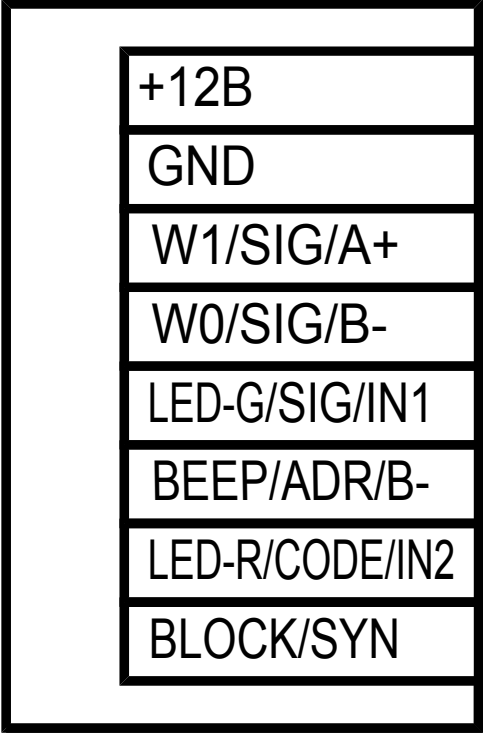 +12В
GND
W1/SIG/A+
W0/SIG/B-
LED-G/SIG/IN1
BEEP/ADR/B-
LED-R/CODE/IN2
BLOCK/SYN